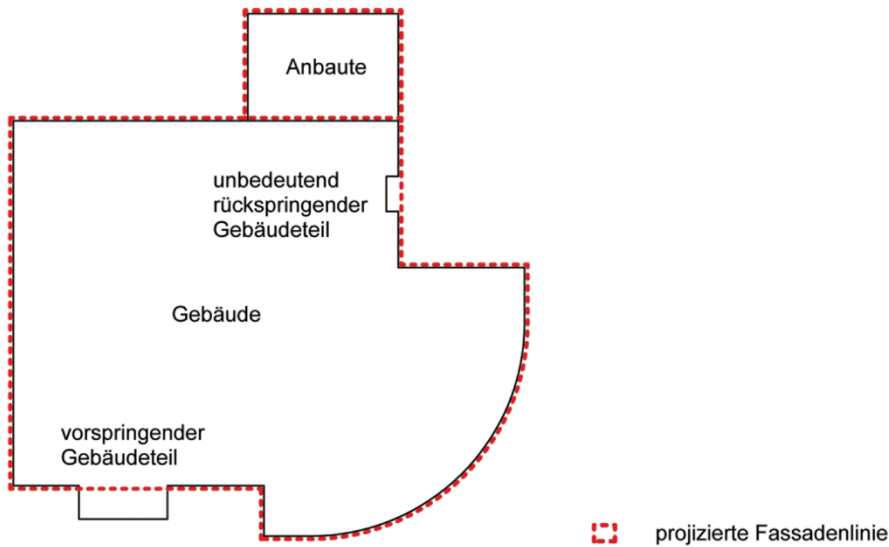 Anbaute
unbedeutend
rückspringender
Gebäudeteil
Gebäude
vorspringender
Gebäudeteil
projizierte Fassadenlinie